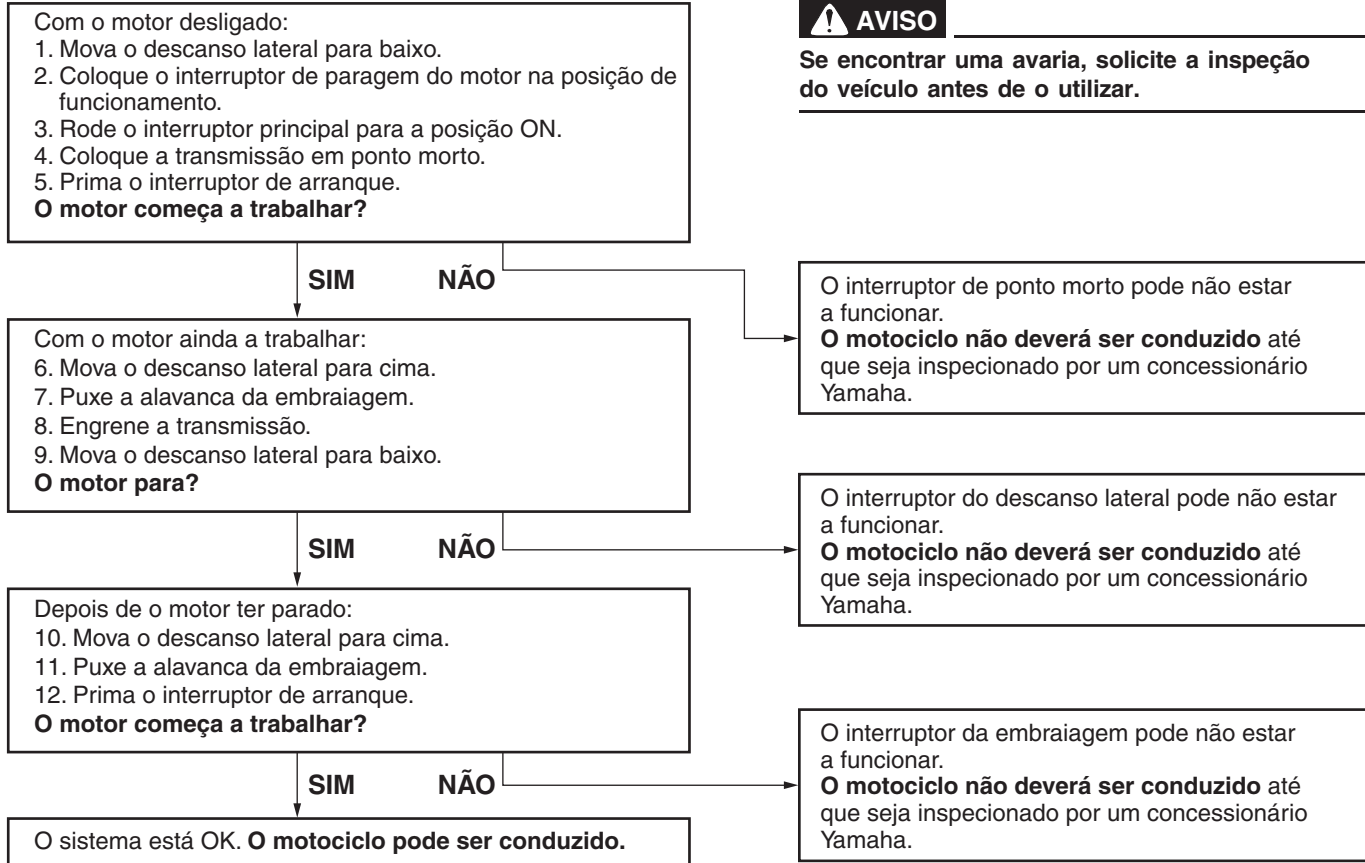 Com o motor desligado:
1. Mova o descanso lateral para baixo.
2. Coloque o interruptor de paragem do motor na posição de
funcionamento.
3. Rode o interruptor principal para a posição ON.
4. Coloque a transmissão em ponto morto.
5. Prima o interruptor de arranque.
O motor começa a trabalhar?
AVISO
Se encontrar uma avaria, solicite a inspeção
do veículo antes de o utilizar.
SIM NÃO
O interruptor de ponto morto pode não estar
a funcionar.
O motociclo não deverá ser conduzido até
que seja inspecionado por um concessionário
Yamaha.
Com o motor ainda a trabalhar:
6. Mova o descanso lateral para cima.
7. Puxe a alavanca da embraiagem.
8. Engrene a transmissão.
9. Mova o descanso lateral para baixo.
O motor para?
SIM NÃO
O interruptor do descanso lateral pode não estar
a funcionar.
O motociclo não deverá ser conduzido até
que seja inspecionado por um concessionário
Yamaha.
Depois de o motor ter parado:
10. Mova o descanso lateral para cima.
11. Puxe a alavanca da embraiagem.
12. Prima o interruptor de arranque.
O motor começa a trabalhar?
SIM NÃO
O interruptor da embraiagem pode não estar
a funcionar.
O motociclo não deverá ser conduzido até
que seja inspecionado por um concessionário
Yamaha.
O sistema está OK. O motociclo pode ser conduzido.